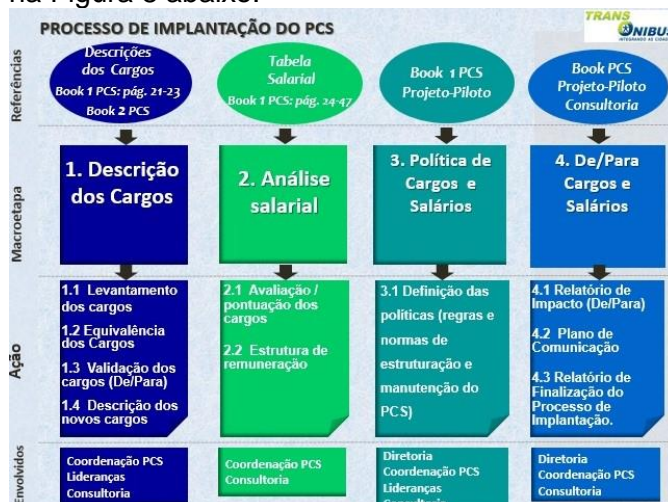 na Figura 6 abaixo.
PROCESSO DE IMPLANTAÇÃO DO PCS
TRANS
ÔNIBUS
INTEGRANDO AS CIDADES
Referências
Descrições
dos Cargos
Book 1 PCS: pág. 21-23
Book 2 PCS
Tabela
Salarial
Book 1 PCS: pág. 24-47
Book 1 PCS
Projeto-Piloto
Book PCS
Projeto-Piloto
Consultoria
Macroetapa
1. Descrição
dos Cargos
2. Análise
salarial
3. Política de
Cargos e
Salários
4. De/Para
Cargos e
Salários
Ação
1.1 Levantamento
dos cargos
1.2 Equivalência
dos Cargos
1.3 Validação dos
cargos (De/Para)
1.4 Descrição dos
novos cargos
2.1 Avaliação /
pontuação dos
cargos
2.2 Estrutura de
remuneração
3.1 Definição das
políticas (regras e
normas de
estruturação e
manutenção do
PCS)
4.1 Relatório de
Impacto (De/Para)
4.2 Plano de
Comunicação
4.3 Relatório de
Finalização do
Processo de
Implantação.
Envolvidos
Coordenação PCS
Lideranças
Consultoria
Coordenação PCS
Consultoria
Diretoria
Coordenação PCS
Lideranças
Consultoria
Diretoria
Coordenação PCS
Consultoria